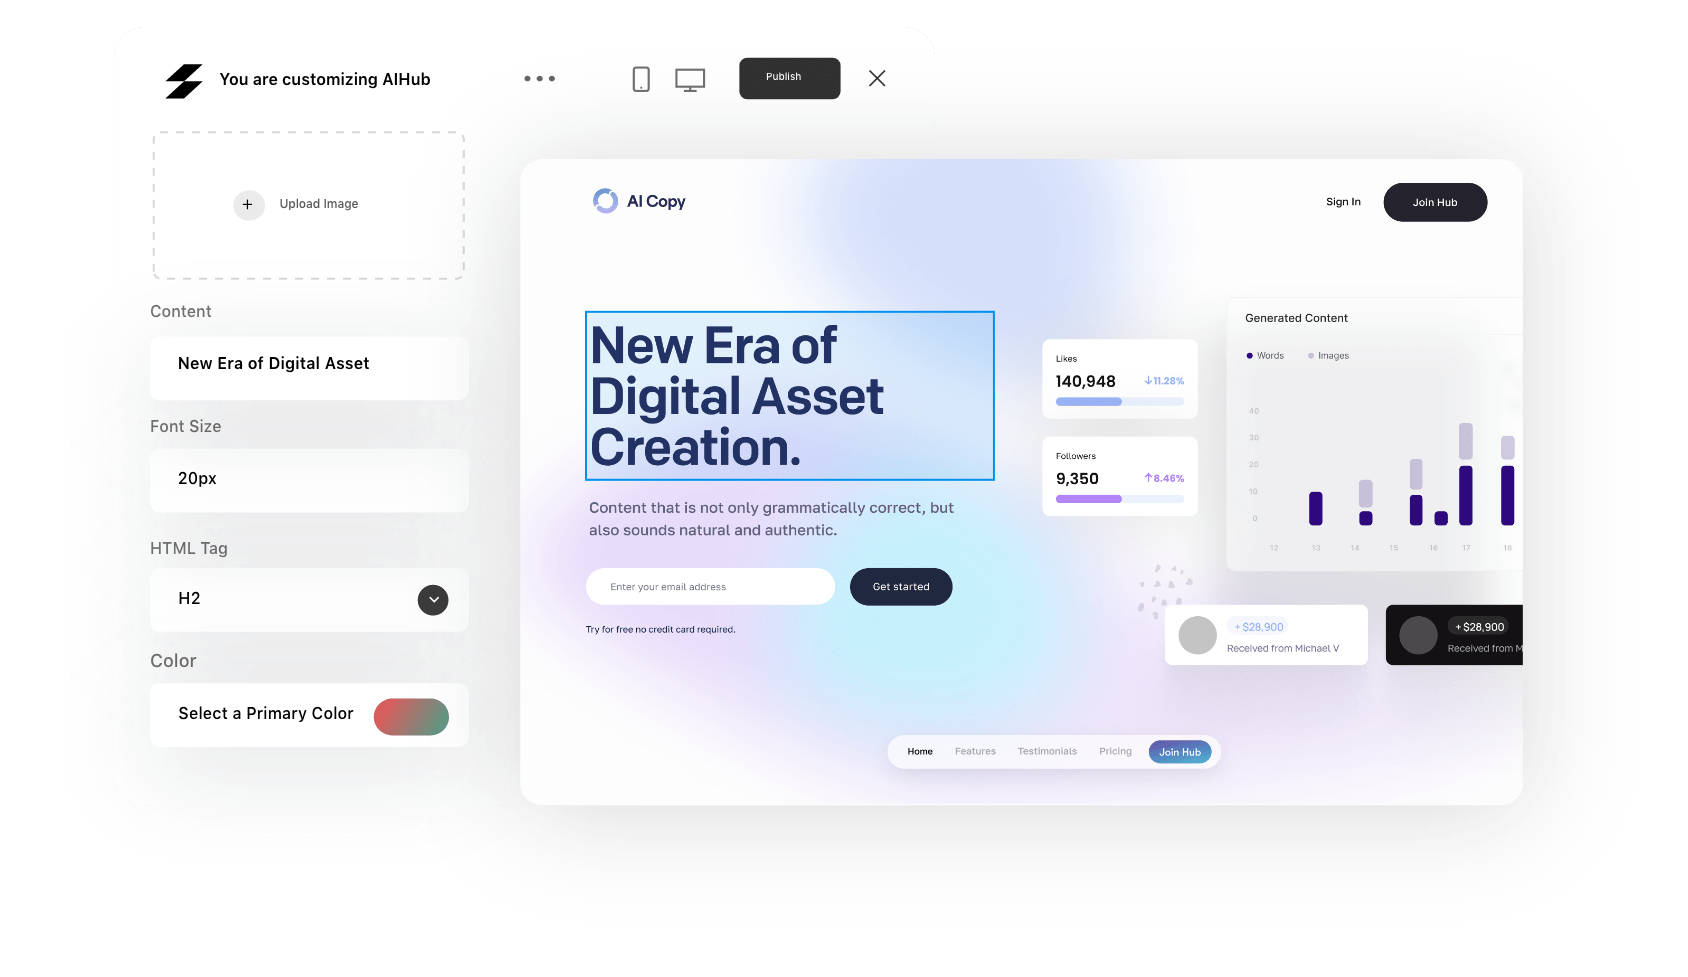 You are customizing AIHub
Publish
Upload Image
Content
New Era of Digital Asset
Font Size
20px
HTML Tag
H2
Color
Select a Primary Color
AI Copy
Sign In
Join Hub
New Era of
Digital Asset
Creation.
Content that is not only grammatically correct, but
also sounds natural and authentic.
Enter your email address
Get started
Try for free no credit card required.
Likes
140,948 ↓11.28%
Followers
9,350 ↑8.46%
Generated Content
Words Images
40
30
20
10
0
12 13 14 15 16 17 18
+$28,900
Received from Michael V
+$28,900
Received from M
Home Features Testimonials Pricing Join Hub